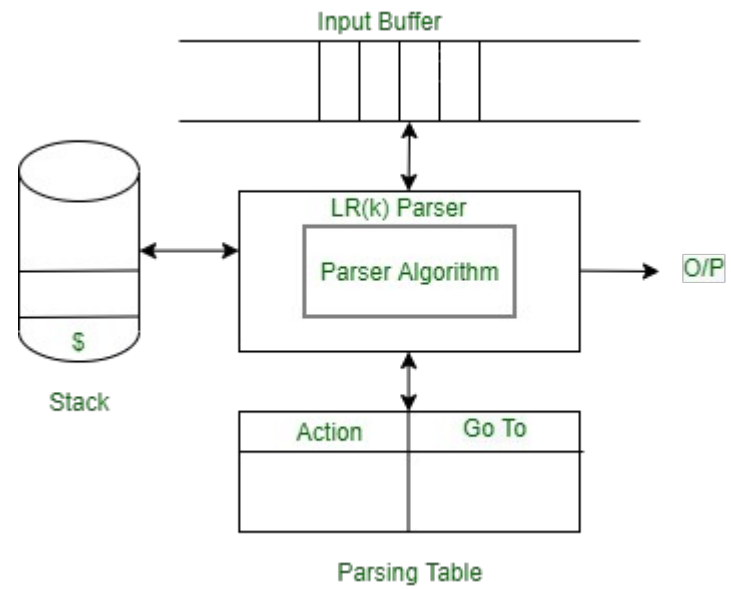 Input Buffer
LR(k) Parser
Parser Algorithm
O/P
$
Stack
Action
Go To
Parsing Table